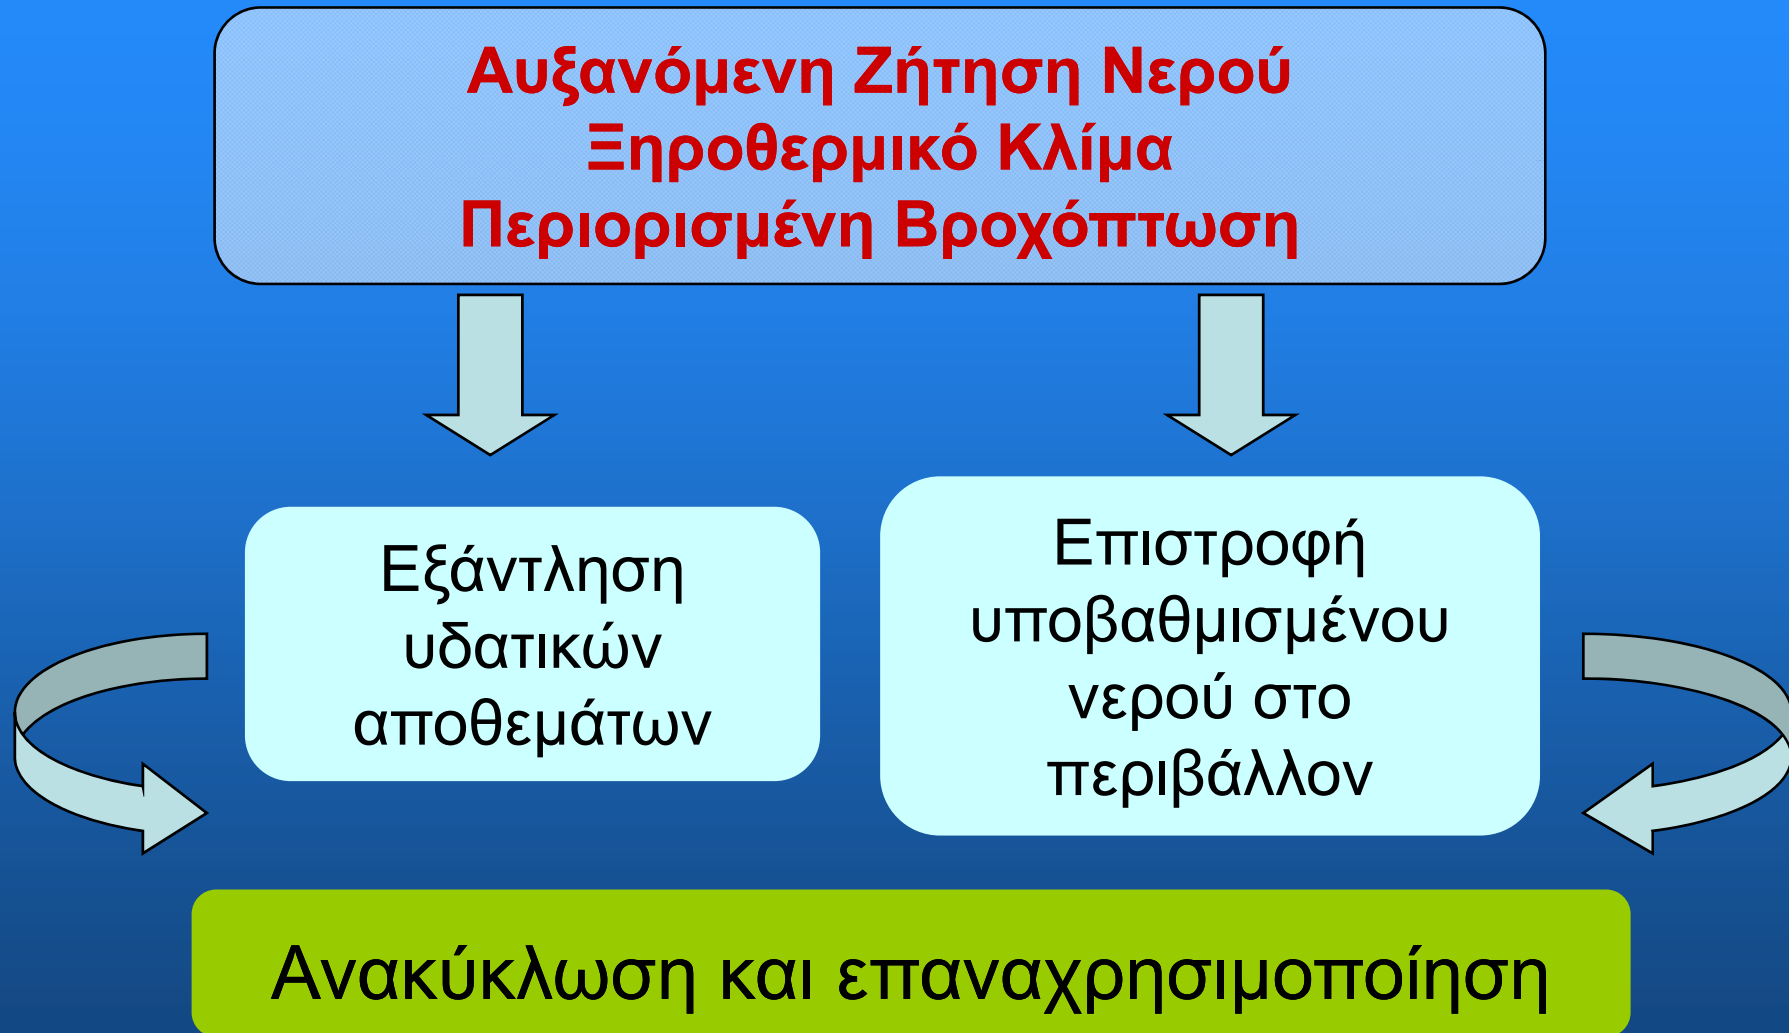 Αυξανόμενη Ζήτηση Νερού
Ξηροθερμικό Κλίμα
Περιορισμένη Βροχόπτωση
Εξάντληση
υδατικών
αποθεμάτων
Επιστροφή
υποβαθμισμένου
νερού στο
περιβάλλον
Ανακύκλωση και επαναχρησιμοποίηση